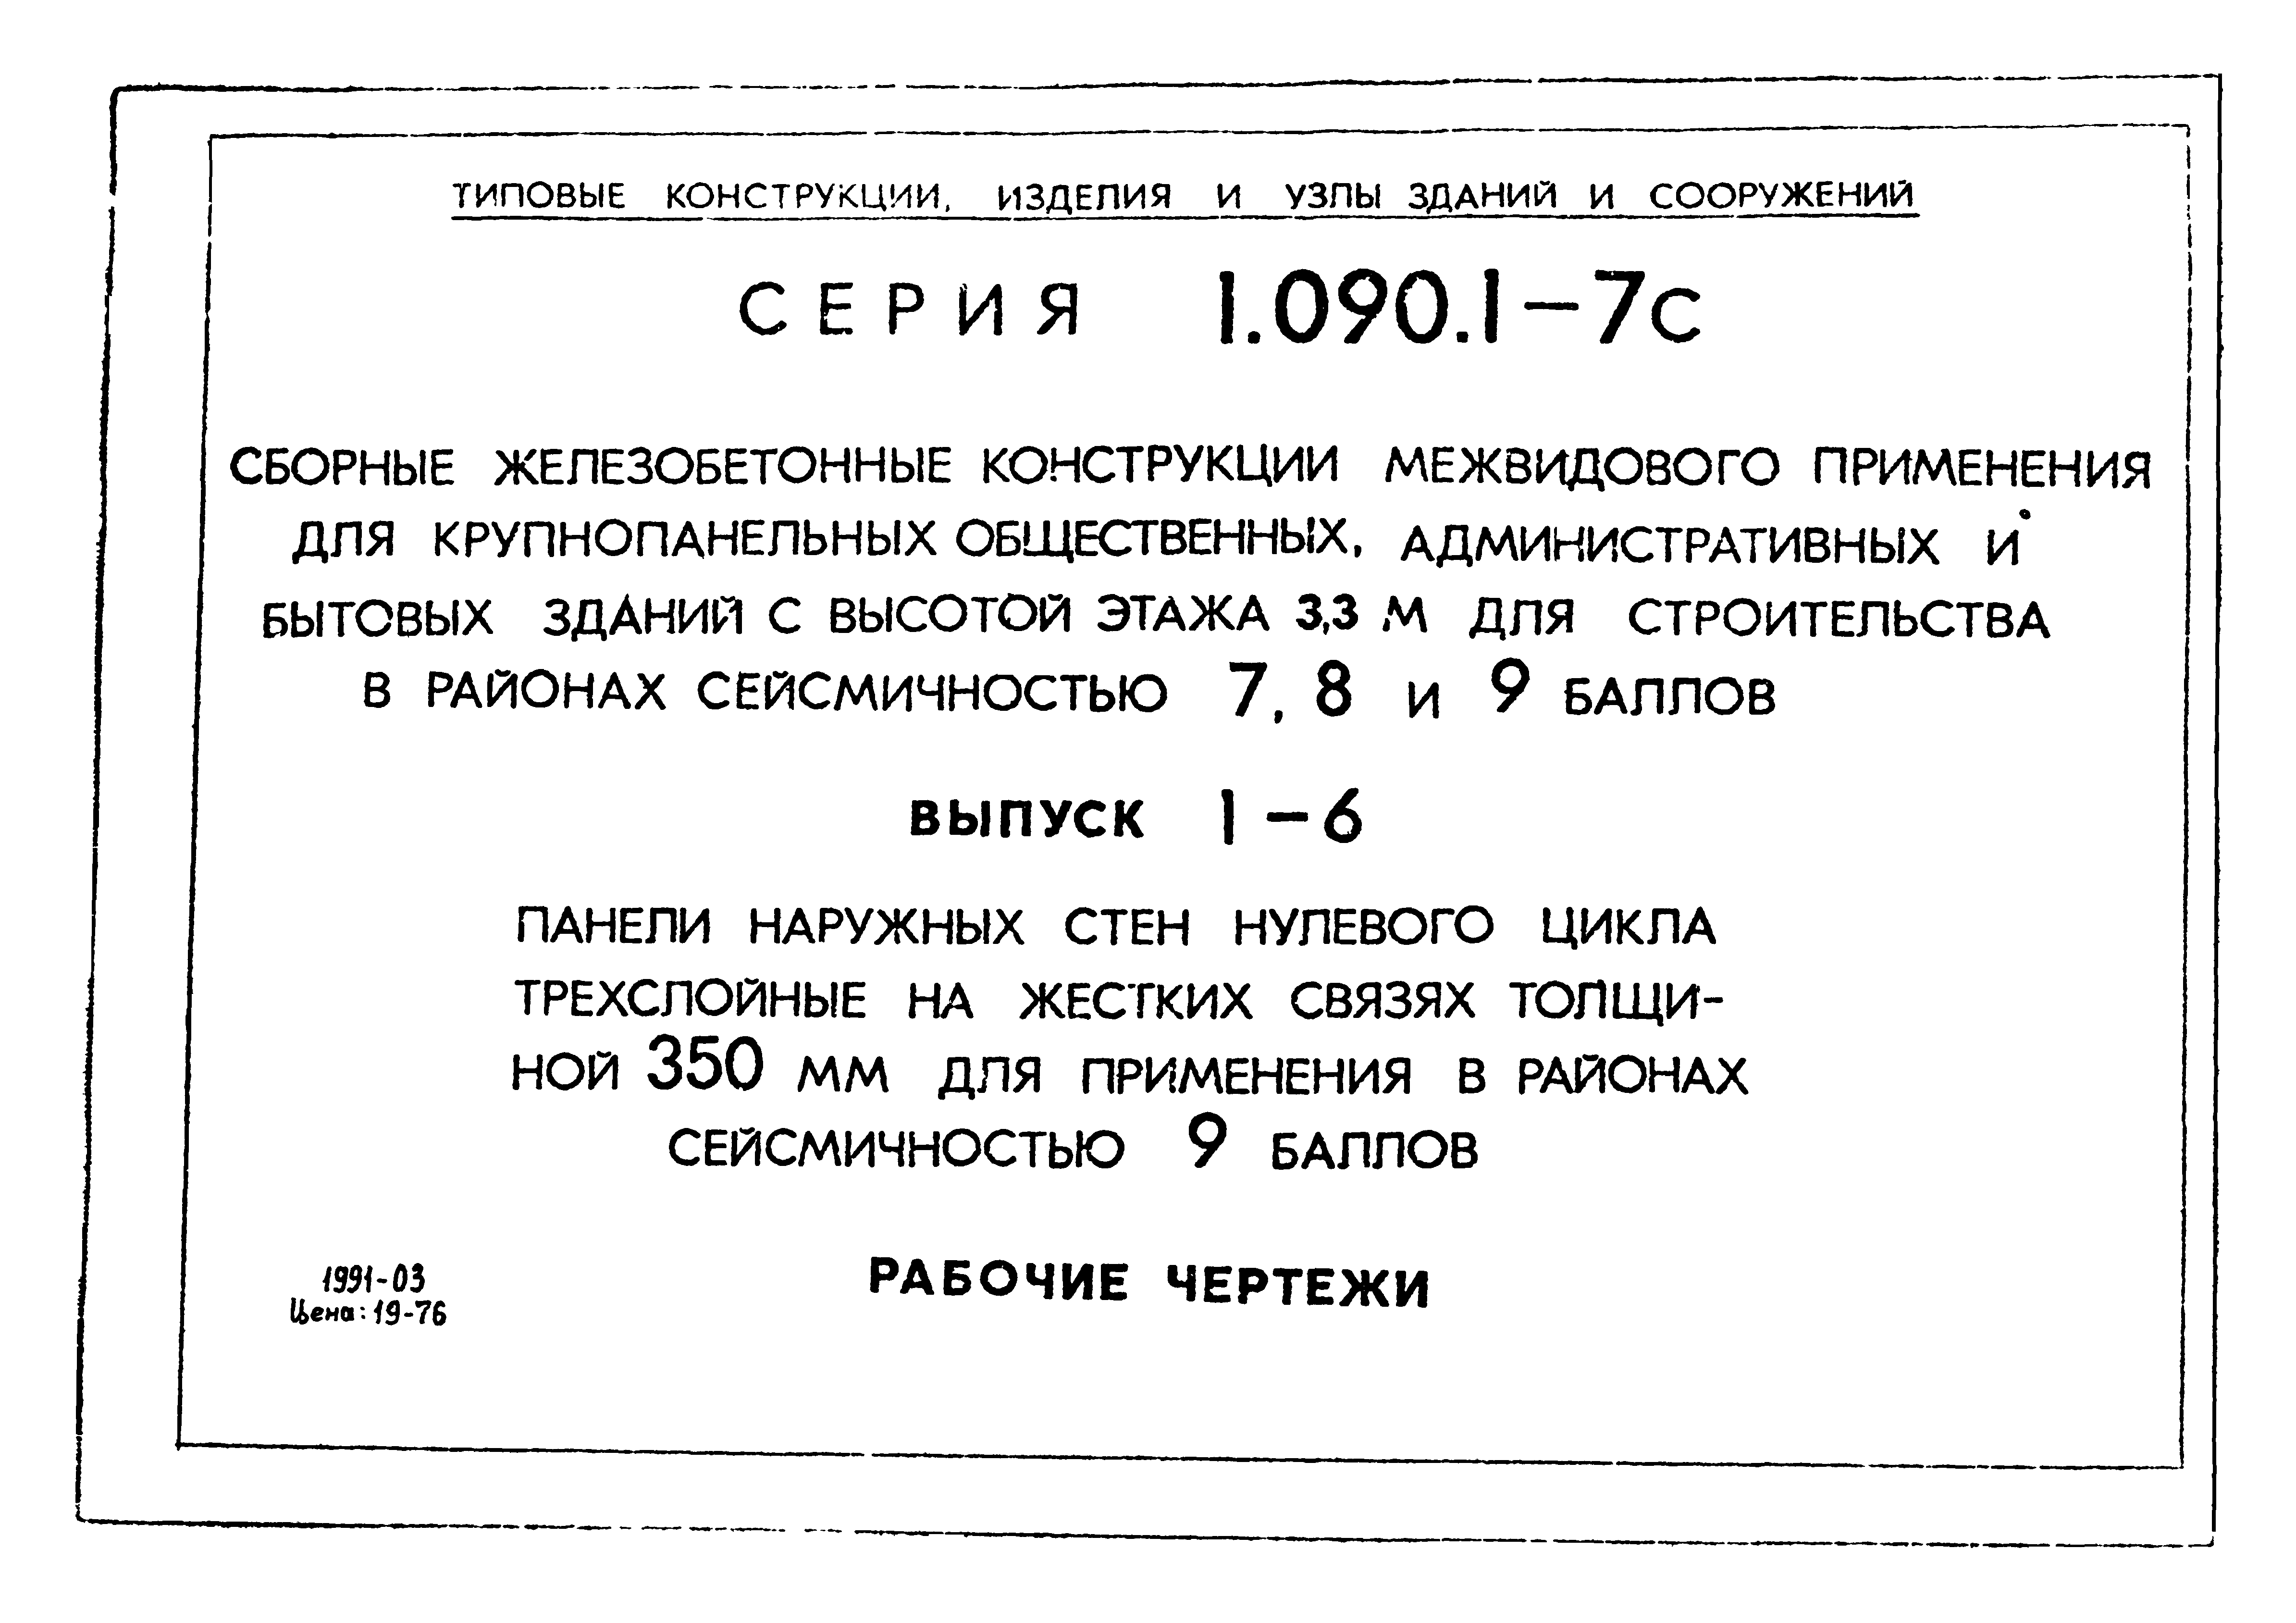 ТИПОВЫЕ КОНСТРУКЦИИ, ИЗДЕЛИЯ И УЗЛЫ ЗДАНИЙ И СООРУЖЕНИЙ
СЕРИЯ 1.090.1-7с
СБОРНЫЕ ЖЕЛЕЗОБЕТОННЫЕ КОНСТРУКЦИИ МЕЖВИДОВОГО ПРИМЕНЕНИЯ
ДЛЯ КРУПНОПАНЕЛЬНЫХ ОБЩЕСТВЕННЫХ, АДМИНИСТРАТИВНЫХ И
БЫТОВЫХ ЗДАНИЙ С ВЫСОТОЙ ЭТАЖА 3,3 М ДЛЯ СТРОИТЕЛЬСТВА
В РАЙОНАХ СЕЙСМИЧНОСТЬЮ 7, 8 И 9 БАЛЛОВ
ВЫПУСК 1-6
ПАНЕЛИ НАРУЖНЫХ СТЕН НУЛЕВОГО ЦИКЛА
ТРЕХСЛОЙНЫЕ НА ЖЕСТКИХ СВЯЗЯХ ТОЛЩИ-
НОЙ 350 ММ ДЛЯ ПРИМЕНЕНИЯ В РАЙОНАХ
СЕЙСМИЧНОСТЬЮ 9 БАЛЛОВ
РАБОЧИЕ ЧЕРТЕЖИ
1991-03
Цена: 19-76